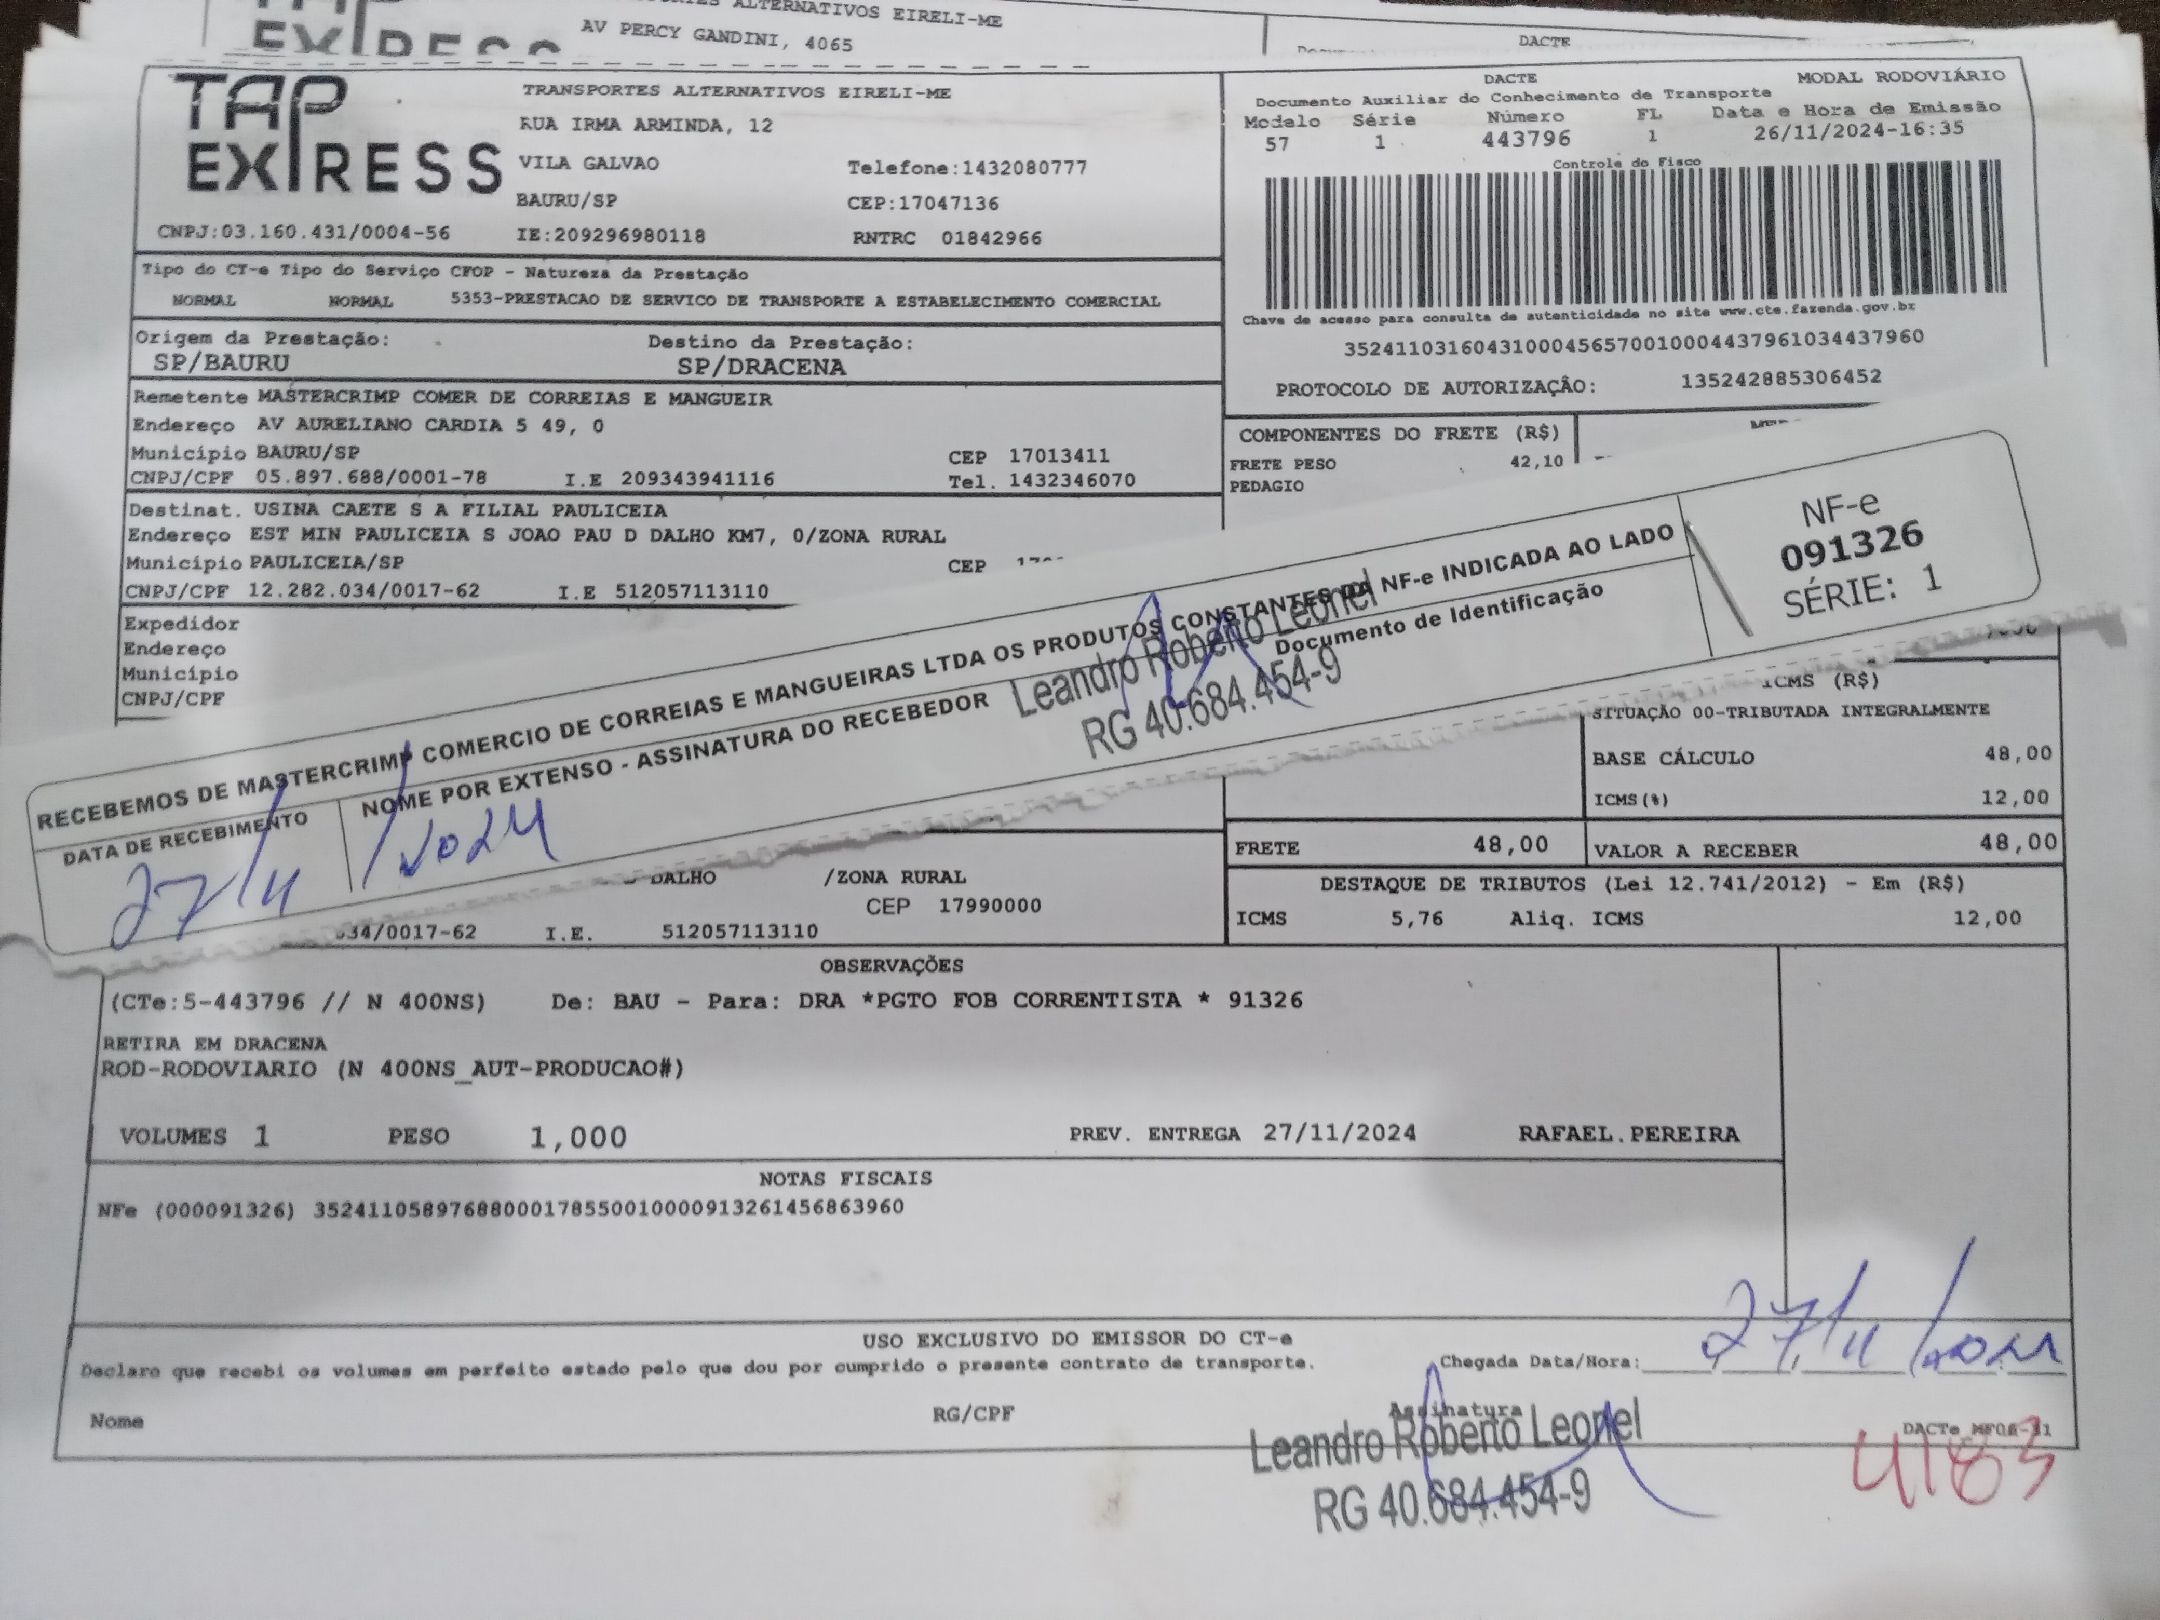 ALTERNATIVOS EIRELI-ME
AV PERCY GANDINI, 4065
DACTE
TAP EXPRESS
TRANSPORTES ALTERNATIVOS EIRELI-ME
RUA IRMA ARMINDA, 12
VILA GALVAO Telefone:1432080777
BAURU/SP CEP:17047136
CNPJ:03.160.431/0004-56 IE:209296980118 RNTRC 01842966
DACTE MODAL RODOVIÁRIO
Documento Auxiliar do Conhecimento de Transporte
Modelo Série Número FL Data e Hora de Emissão
57 1 443796 1 26/11/2024-16:35
Controle do Fisco
Chave de acesso para consulta de autenticidade no site www.cte.fazenda.gov.br
35241103160431000456570010004437961034437960
PROTOCOLO DE AUTORIZAÇÃO: 135242885306452
Tipo do CT-e Tipo do Serviço CFOP - Natureza da Prestação
NORMAL NORMAL 5353-PRESTACAO DE SERVICO DE TRANSPORTE A ESTABELECIMENTO COMERCIAL
Origem da Prestação: Destino da Prestação:
SP/BAURU SP/DRACENA
Remetente MASTERCRIMP COMER DE CORREIAS E MANGUEIR
Endereço AV AURELIANO CARDIA 5 49, 0
Município BAURU/SP CEP 17013411
CNPJ/CPF 05.897.688/0001-78 I.E 209343941116 Tel. 1432346070
COMPONENTES DO FRETE (R$)
FRETE PESO 42,10
PEDAGIO
Destinat. USINA CAETE S A FILIAL PAULICEIA
Endereço EST MIN PAULICEIA S JOAO PAU D DALHO KM7, 0/ZONA RURAL
Município PAULICEIA/SP CEP
CNPJ/CPF 12.282.034/0017-62 I.E 512057113110
Expedidor
Endereço
Município
CNPJ/CPF
RECEBEMOS DE MASTERCRIMP COMERCIO DE CORREIAS E MANGUEIRAS LTDA OS PRODUTOS CONSTANTES DA NF-e INDICADA AO LADO
DATA DE RECEBIMENTO NOME POR EXTENSO - ASSINATURA DO RECEBEDOR Documento de Identificação
27/11/2024
Leandro Roberto Leonel
RG 40.684.454-9
NF-e
091326
SÉRIE: 1
ICMS (R$)
SITUAÇÃO 00-TRIBUTADA INTEGRALMENTE
BASE CÁLCULO 48,00
ICMS(%) 12,00
FRETE 48,00 VALOR A RECEBER 48,00
DESTAQUE DE TRIBUTOS (Lei 12.741/2012) - Em (R$)
ICMS 5,76 Aliq. ICMS 12,00
DALHO /ZONA RURAL
CEP 17990000
34/0017-62 I.E. 512057113110
OBSERVAÇÕES
(CTe:5-443796 // N 400NS) De: BAU - Para: DRA *PGTO FOB CORRENTISTA * 91326
RETIRA EM DRACENA
ROD-RODOVIARIO (N 400NS_AUT-PRODUCAO#)
VOLUMES 1 PESO 1,000 PREV. ENTREGA 27/11/2024 RAFAEL.PEREIRA
NOTAS FISCAIS
NFe (000091326) 35241105897688000178550010000913261456863960
USO EXCLUSIVO DO EMISSOR DO CT-e
Declaro que recebi os volumes em perfeito estado pelo que dou por cumprido o presente contrato de transporte. Chegada Data/Hora: 27/11/2024
Nome RG/CPF Assinatura
Leandro Roberto Leonel
RG 40.684.454-9
4183